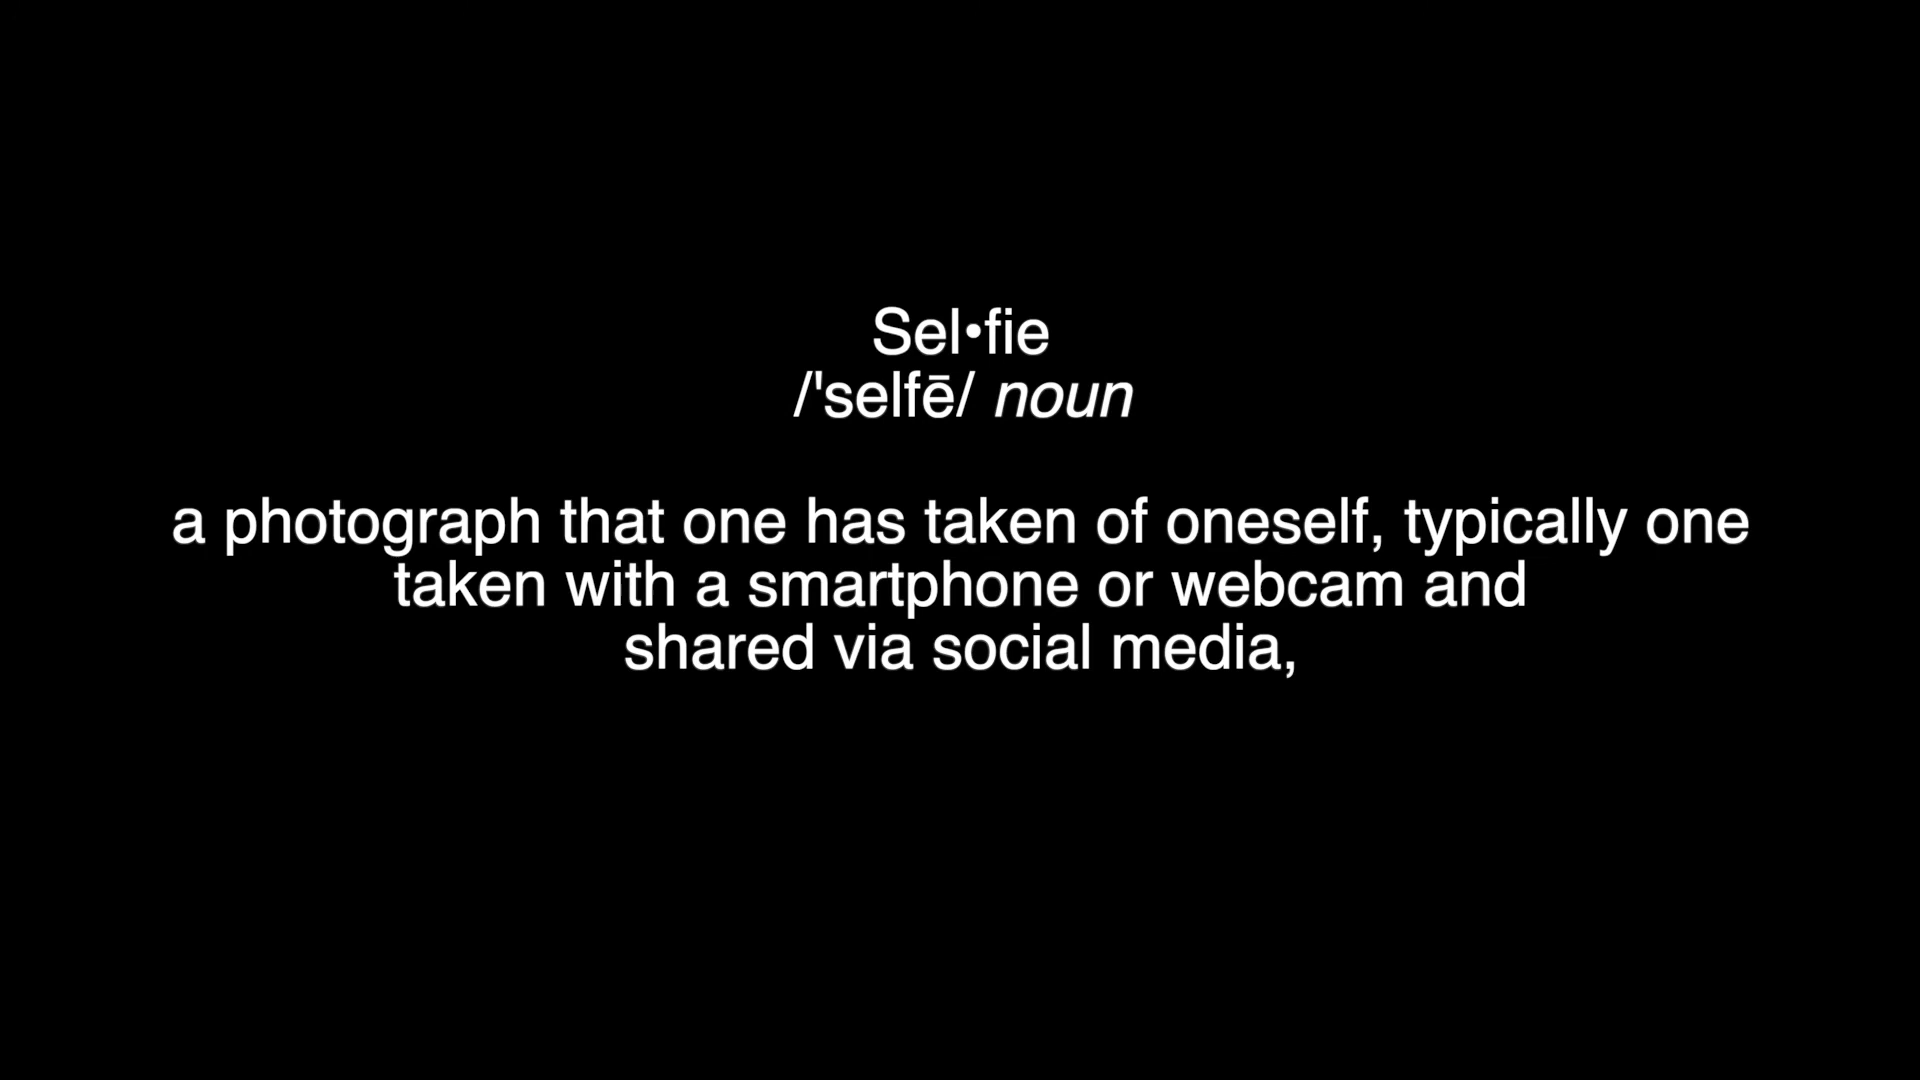 Sel•fie
/'selfē/ noun
a photograph that one has taken of oneself, typically one
taken with a smartphone or webcam and
shared via social media,